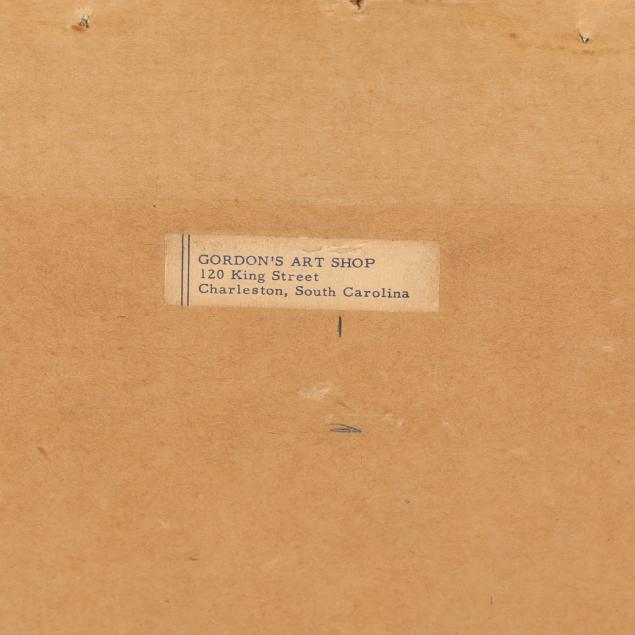 GORDON'S ART SHOP
120 King Street
Charleston, South Carolina